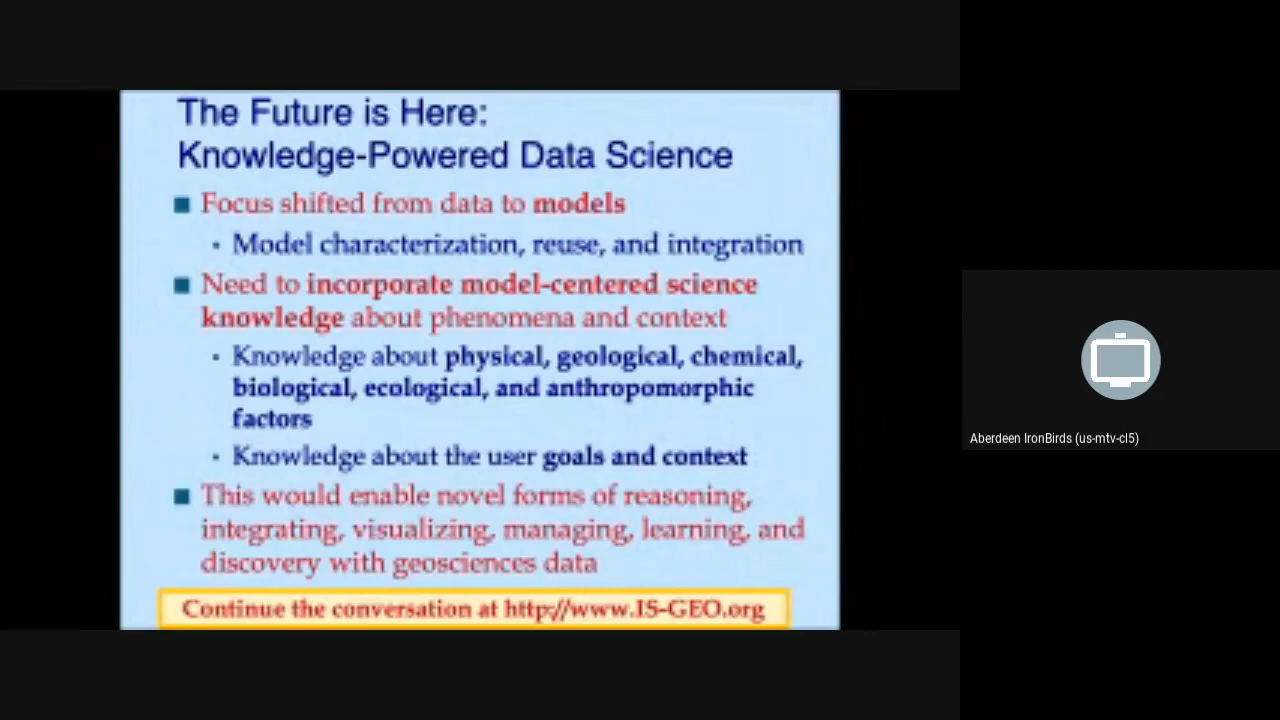 The Future is Here:
Knowledge-Powered Data Science
Focus shifted from data to models
Model characterization, reuse, and integration
Need to incorporate model-centered science
knowledge about phenomena and context
Knowledge about physical, geological, chemical,
biological, ecological, and anthropomorphic
factors
Knowledge about the user goals and context
This would enable novel forms of reasoning,
integrating, visualizing, managing, learning, and
discovery with geosciences data
Continue the conversation at http://www.IS-GEO.org
Aberdeen IronBirds (us-mtv-cl5)